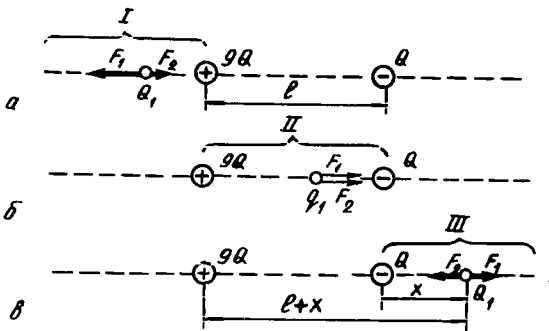 I
F₁ F₂ 9Q Q
Q₁
ℓ
а
II
9Q F₁ Q
q₁ F₂
б
III
9Q Q F₂ F₁
x Q₁
ℓ+x
в